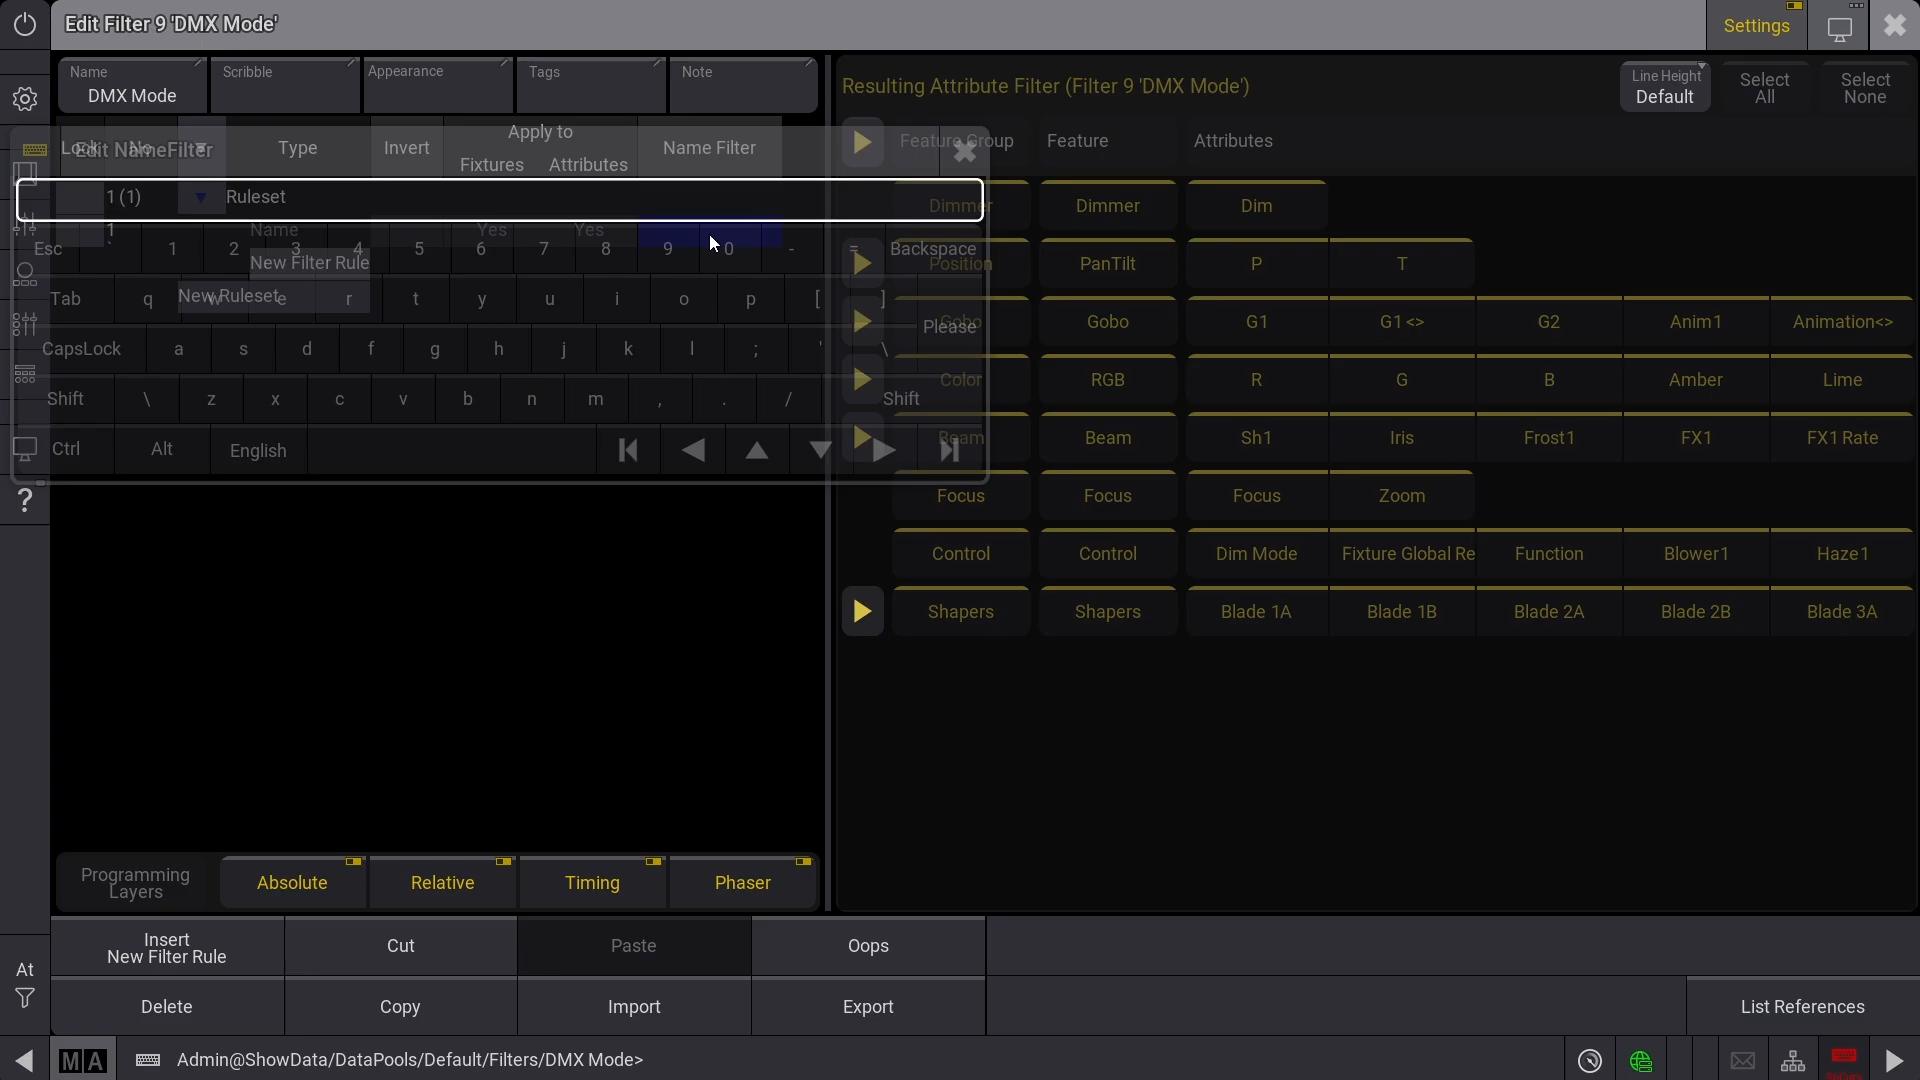 Edit Filter 9 'DMX Mode'
Settings
Name
DMX Mode
Scribble
Appearance
Tags
Note
Resulting Attribute Filter (Filter 9 'DMX Mode')
Line Height
Default
Select
All
Select
None
Lock No Type Invert Apply to Name Filter
Fixtures Attributes
Edit NameFilter
Feature Group Feature Attributes
1 (1) Ruleset
1 Name Yes Yes
New Filter Rule
New Ruleset
Esc ` 1 2 3 4 5 6 7 8 9 0 - = Backspace
Tab q w e r t y u i o p [ ]
Please
CapsLock a s d f g h j k l ; ' \
Shift \ z x c v b n m , . / Shift
Ctrl Alt English
Dimmer Dimmer Dim
Position PanTilt P T
Gobo Gobo G1 G1 <> G2 Anim1 Animation<>
Color RGB R G B Amber Lime
Beam Beam Sh1 Iris Frost1 FX1 FX1 Rate
Focus Focus Focus Zoom
Control Control Dim Mode Fixture Global Re Function Blower1 Haze1
Shapers Shapers Blade 1A Blade 1B Blade 2A Blade 2B Blade 3A
?
Programming
Layers
Absolute Relative Timing Phaser
Insert
New Filter Rule
Cut Paste Oops
At
Delete Copy Import Export List References
MA Admin@ShowData/DataPools/Default/Filters/DMX Mode>